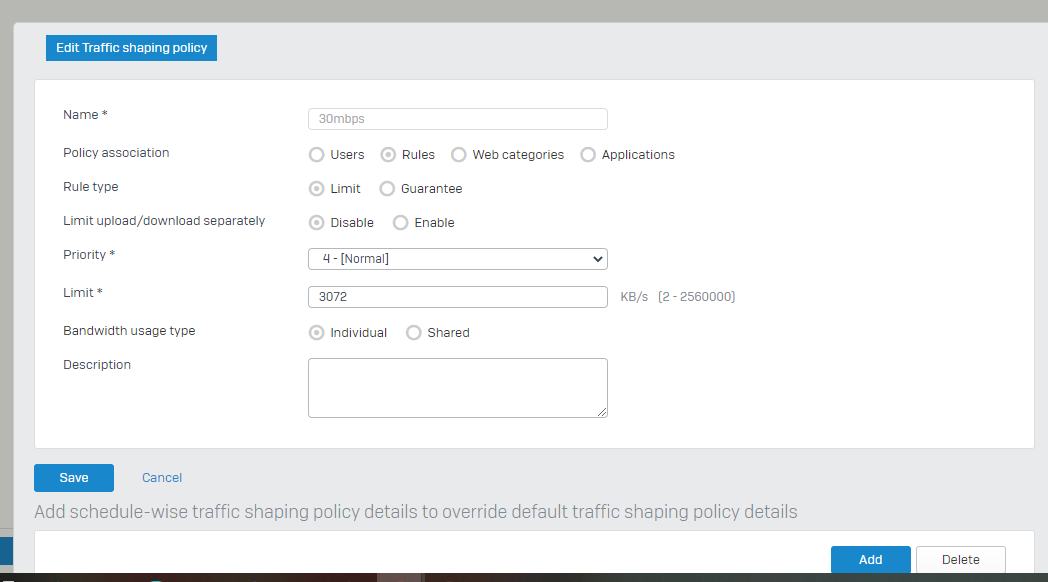 Edit Traffic shaping policy
Name *
30mbps
Policy association
Users Rules Web categories Applications
Rule type
Limit Guarantee
Limit upload/download separately
Disable Enable
Priority *
4 - [Normal]
Limit *
3072 KB/s (2 - 2560000)
Bandwidth usage type
Individual Shared
Description
Save Cancel
Add schedule-wise traffic shaping policy details to override default traffic shaping policy details
Add Delete